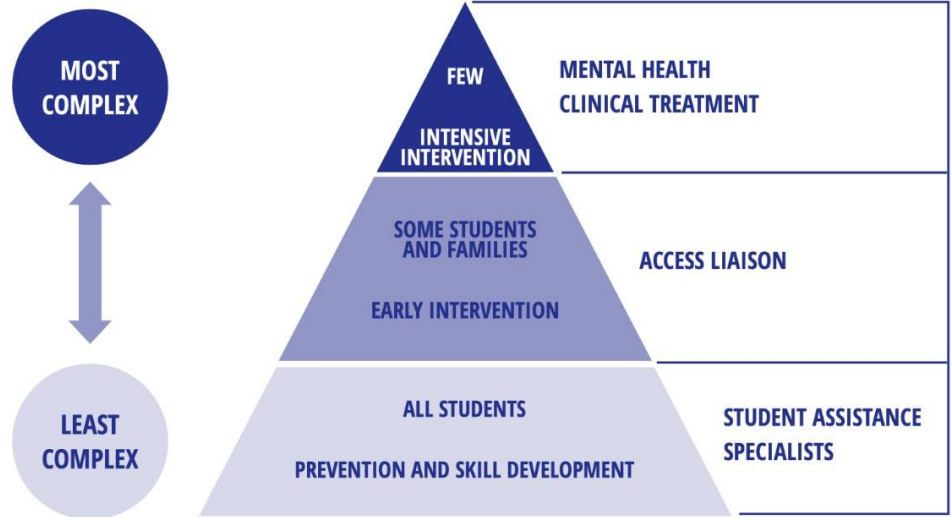 MOST
COMPLEX
FEW
INTENSIVE
INTERVENTION
MENTAL HEALTH
CLINICAL TREATMENT
SOME STUDENTS
AND FAMILIES
EARLY INTERVENTION
ACCESS LIAISON
LEAST
COMPLEX
ALL STUDENTS
PREVENTION AND SKILL DEVELOPMENT
STUDENT ASSISTANCE
SPECIALISTS